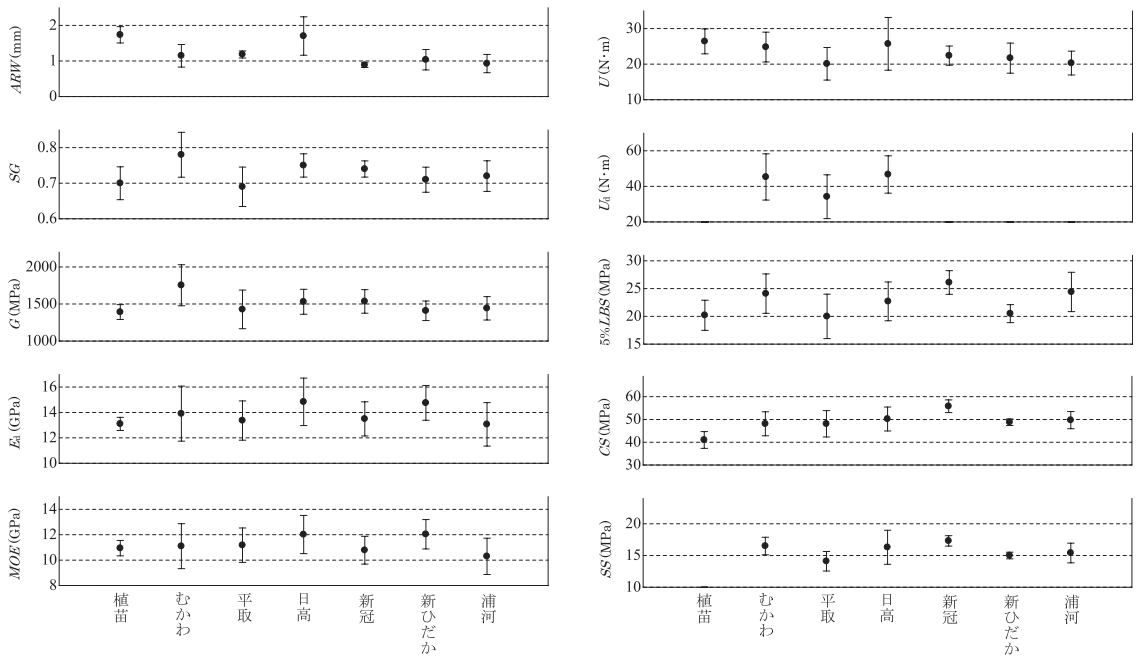 ARW (mm)
2
1
0
SG
0.8
0.7
0.6
G (MPa)
2000
1500
1000
Ed (GPa)
16
14
12
10
MOE (GPa)
14
12
10
8
植苗
むかわ
平取
日高
新冠
新ひだか
浦河
U (N・m)
30
20
10
Ud (N・m)
60
40
20
5%LBS (MPa)
30
25
20
15
CS (MPa)
60
50
40
30
SS (MPa)
20
15
10
植苗
むかわ
平取
日高
新冠
新ひだか
浦河